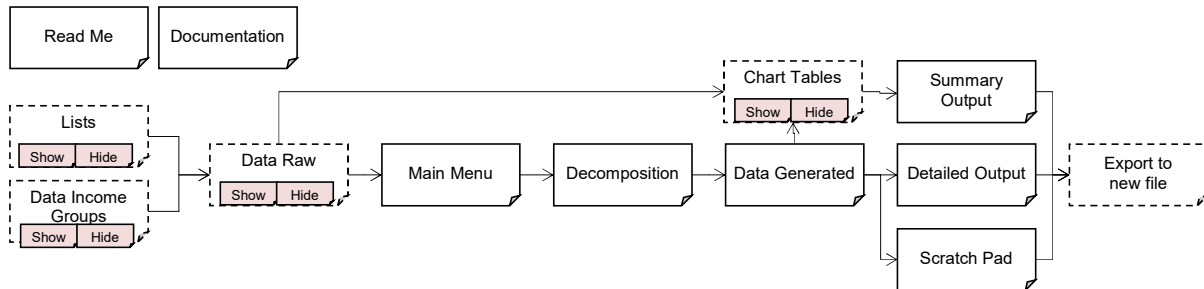 Read Me
Documentation
Chart Tables
Show
Hide
Summary
Output
Lists
Show
Hide
Data Raw
Show
Hide
Main Menu
Decomposition
Data Generated
Detailed Output
Export to
new file
Data Income
Groups
Show
Hide
Scratch Pad